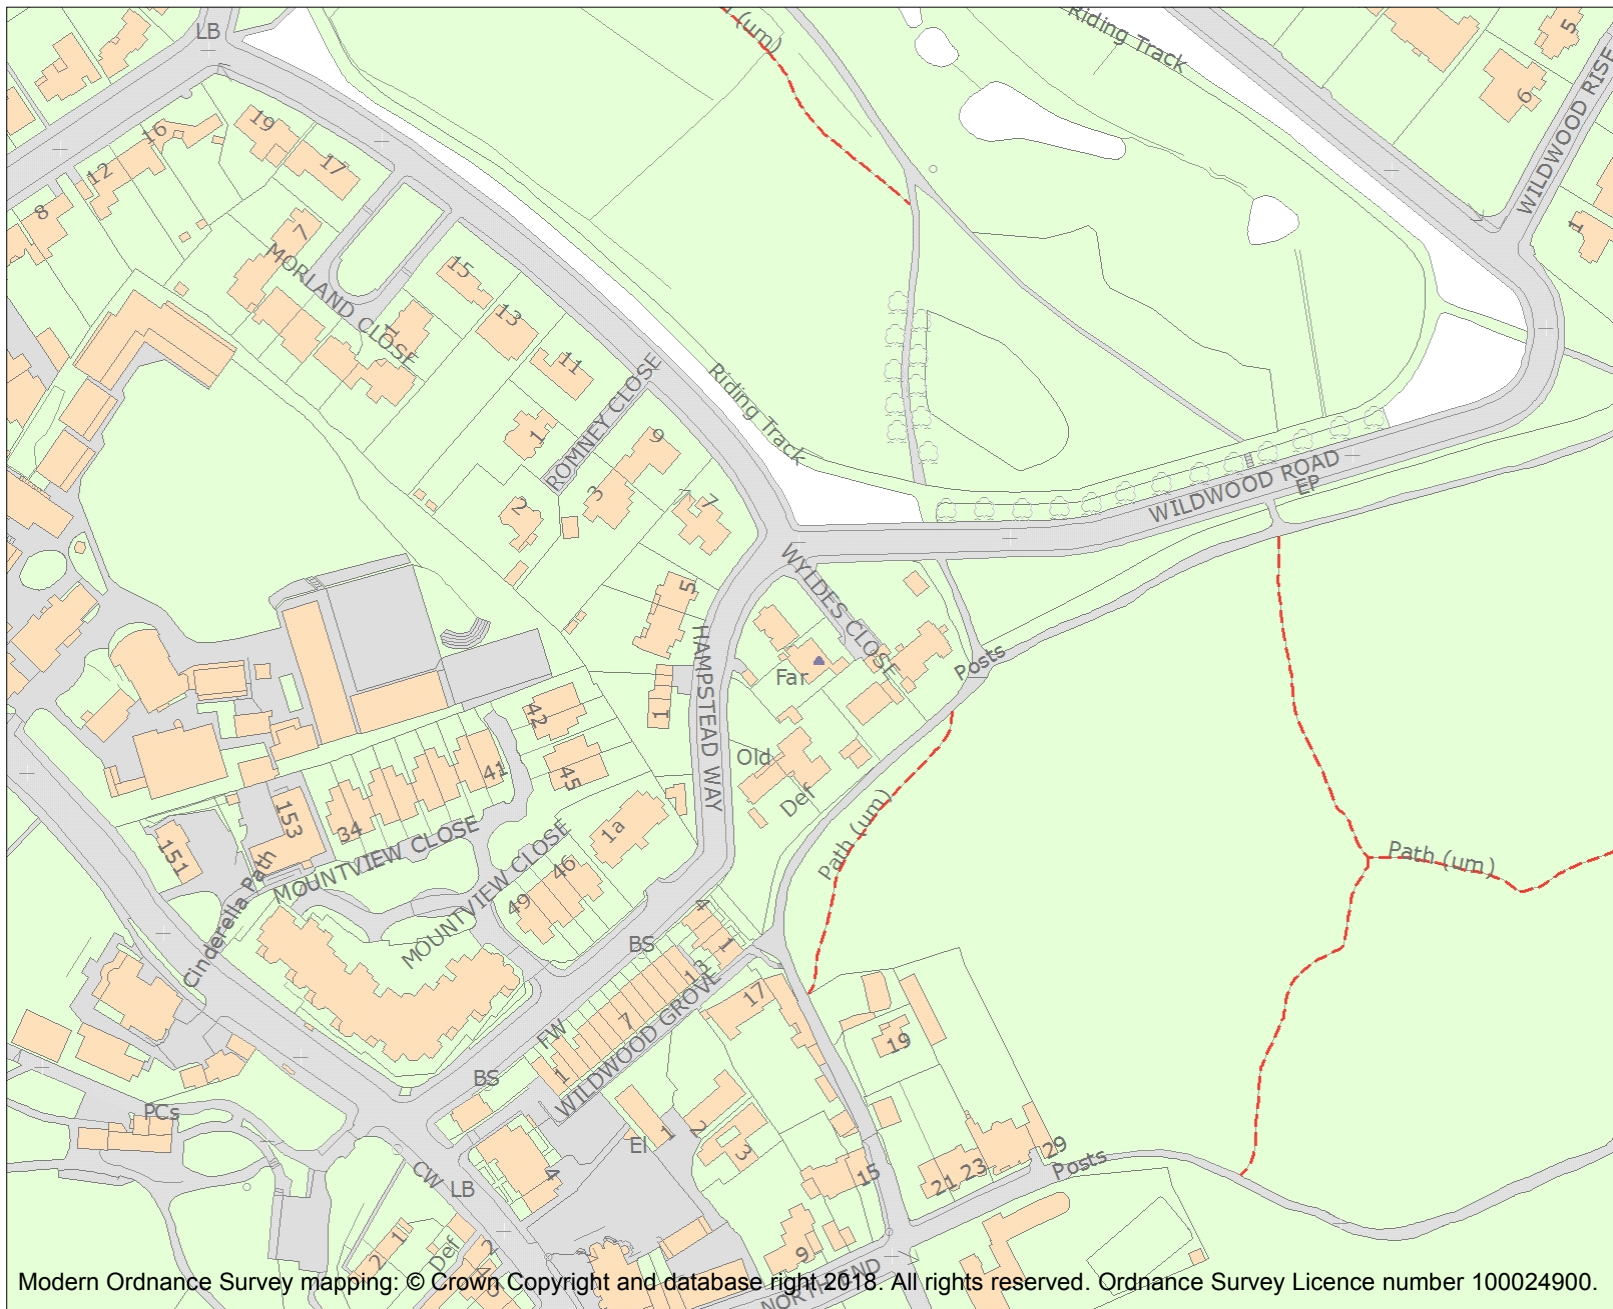 LB
(um)
Riding Track
5
6
WILDWOOD RISE
19
16
17
12
8
7
1
MORLAND CLOSE
15
1
13
11
ROMNEY CLOSE
Riding Track
1
9
3
2
7
WILDWOOD ROAD
EP
WYLDES CLOSE
5
HAMPSTEAD WAY
Posts
Far
1
42
Old
41
45
Def
153
34
1a
MOUNTVIEW CLOSE
151
Path (um)
Path (um)
46
49
MOUNTVIEW CLOSE
Cinderella Path
4
BS
1
13
17
7
FW
WILDWOOD GROVE
19
BS
1
PCs
1
2
El
3
29
Posts
15
21
23
4
CW
LB
1
2
Def
2
9
NORTH END
Modern Ordnance Survey mapping: © Crown Copyright and database right 2018. All rights reserved. Ordnance Survey Licence number 100024900.